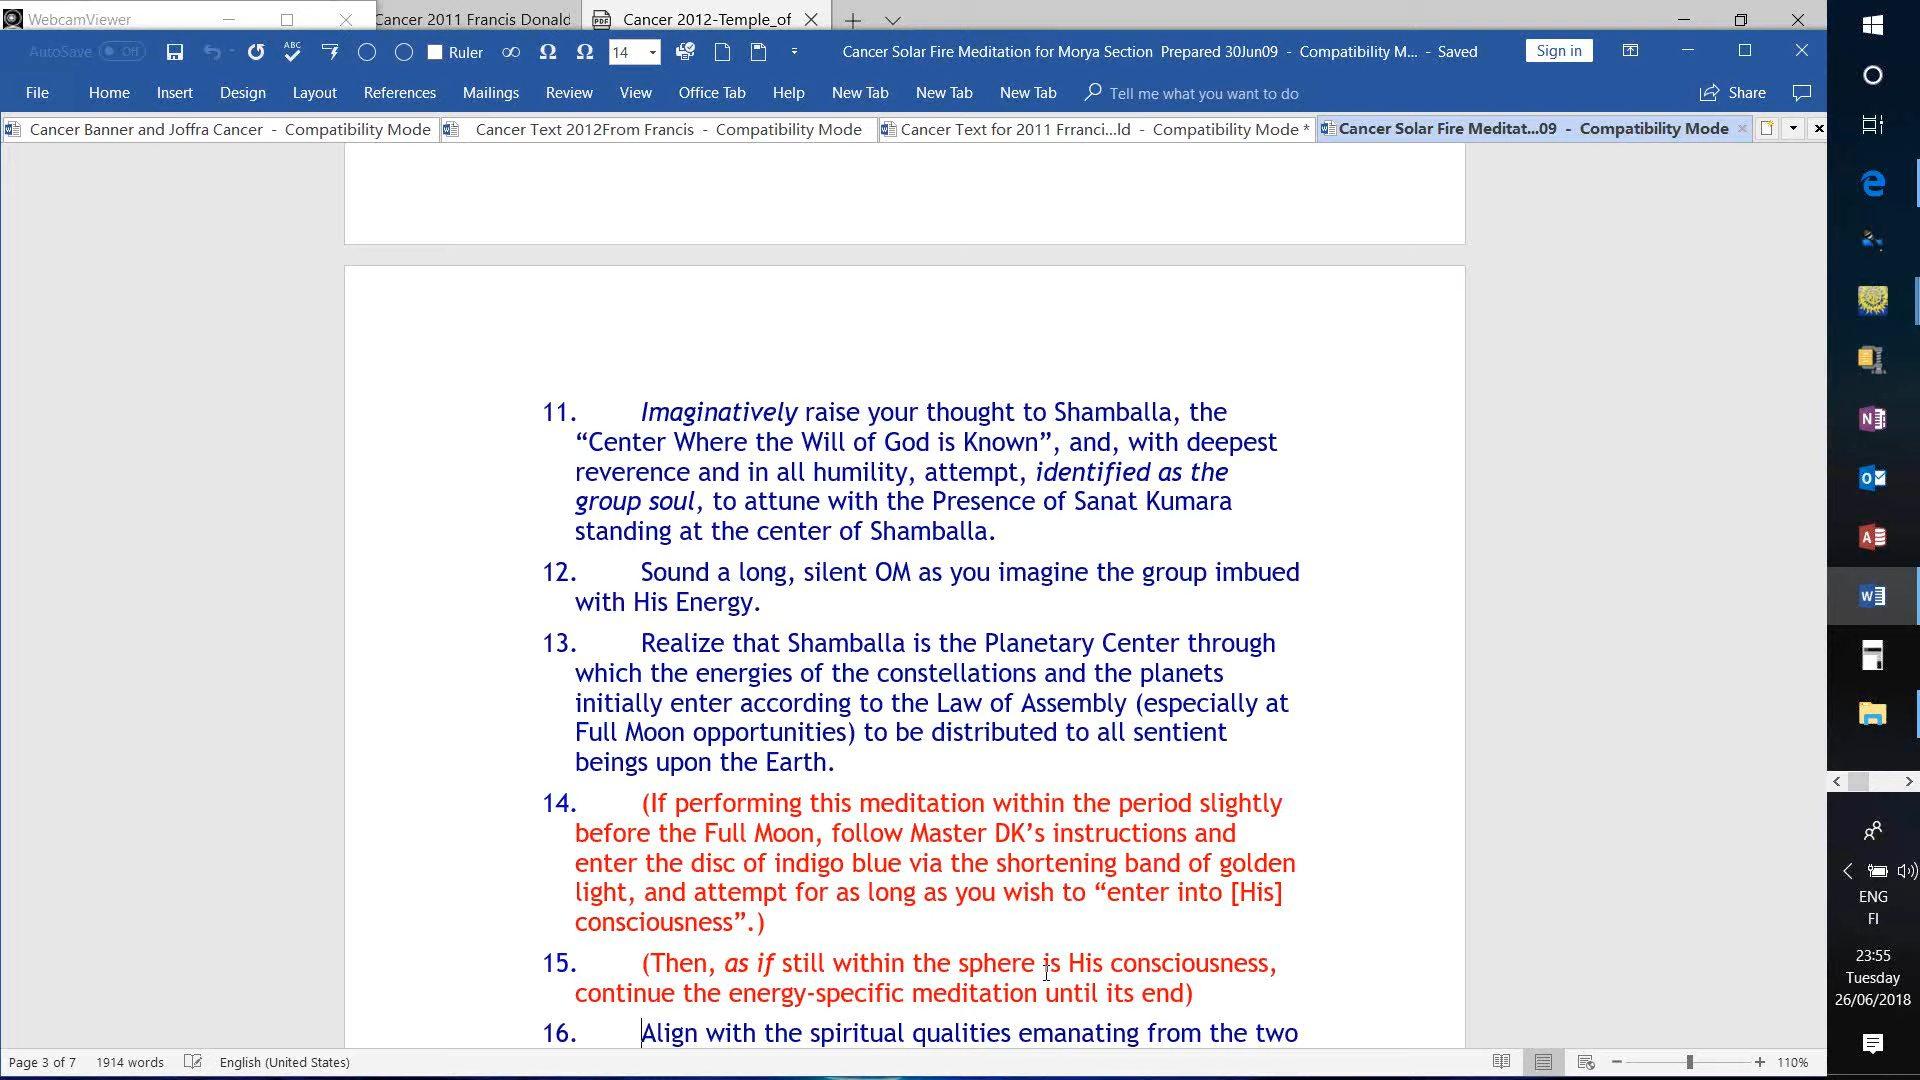 WebcamViewer
Cancer 2011 Francis Donald
Cancer 2012-Temple_of
AutoSave Off
ABC
Ruler
14
Cancer Solar Fire Meditation for Morya Section Prepared 30Jun09 - Compatibility M... - Saved
Sign in
File Home Insert Design Layout References Mailings Review View Office Tab Help New Tab New Tab New Tab Tell me what you want to do Share
Cancer Banner and Joffra Cancer - Compatibility Mode
Cancer Text 2012From Francis - Compatibility Mode
Cancer Text for 2011 Frranci...ld - Compatibility Mode *
Cancer Solar Fire Meditat...09 - Compatibility Mode
11. Imaginatively raise your thought to Shamballa, the
“Center Where the Will of God is Known”, and, with deepest
reverence and in all humility, attempt, identified as the
group soul, to attune with the Presence of Sanat Kumara
standing at the center of Shamballa.
12. Sound a long, silent OM as you imagine the group imbued
with His Energy.
13. Realize that Shamballa is the Planetary Center through
which the energies of the constellations and the planets
initially enter according to the Law of Assembly (especially at
Full Moon opportunities) to be distributed to all sentient
beings upon the Earth.
14. (If performing this meditation within the period slightly
before the Full Moon, follow Master DK’s instructions and
enter the disc of indigo blue via the shortening band of golden
light, and attempt for as long as you wish to “enter into [His]
consciousness”.)
15. (Then, as if still within the sphere is His consciousness,
continue the energy-specific meditation until its end)
16. Align with the spiritual qualities emanating from the two
Page 3 of 7 1914 words English (United States) 110%
ENG
FI
23:55
Tuesday
26/06/2018